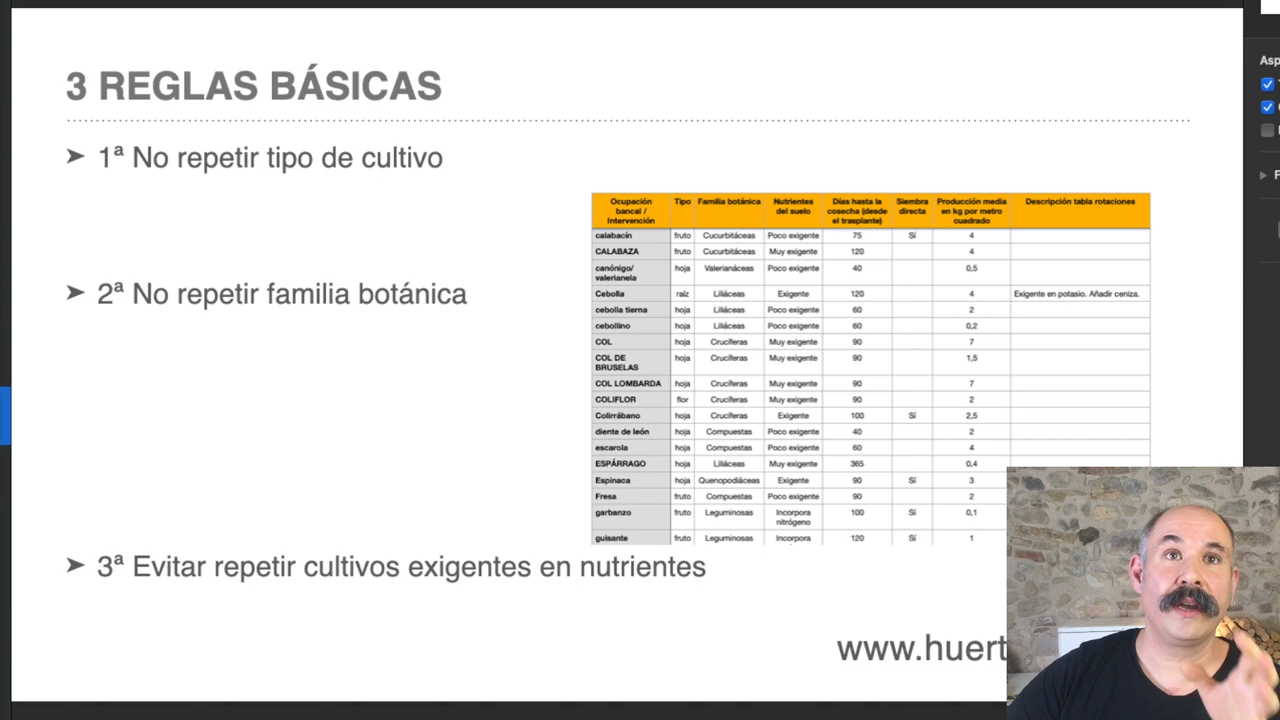 3 REGLAS BÁSICAS
➤ 1ª No repetir tipo de cultivo
➤ 2ª No repetir familia botánica
➤ 3ª Evitar repetir cultivos exigentes en nutrientes
Ocupación bancal / Intervención Tipo Familia botánica Nutrientes del suelo Días hasta la cosecha (desde el trasplante) Siembra directa Producción media en kg por metro cuadrado Descripción tabla rotaciones
calabacín fruto Cucurbitáceas Poco exigente 75 Sí 4
CALABAZA fruto Cucurbitáceas Muy exigente 120 4
canónigo/ valerianela hoja Valerianáceas Poco exigente 40 0,5
Cebolla raíz Liliáceas Exigente 120 4 Exigente en potasio. Añadir ceniza.
cebolla tierna hoja Liliáceas Poco exigente 60 2
cebollino hoja Liliáceas Poco exigente 60 0,2
COL hoja Crucíferas Muy exigente 90 7
COL DE BRUSELAS hoja Crucíferas Muy exigente 90 1,5
COL LOMBARDA hoja Crucíferas Muy exigente 90 7
COLIFLOR flor Crucíferas Muy exigente 90 2
Colirrábano hoja Crucíferas Exigente 100 Sí 2,5
diente de león hoja Compuestas Poco exigente 40 2
escarola hoja Compuestas Poco exigente 60 4
ESPÁRRAGO hoja Liliáceas Muy exigente 365 0,4
Espinaca hoja Quenopodiáceas Exigente 90 Sí 3
Fresa fruto Compuestas Poco exigente 90 2
garbanzo fruto Leguminosas Incorpora nitrógeno 100 Sí 0,1
guisante fruto Leguminosas Incorpora 120 Sí 1
www.huert
Asp